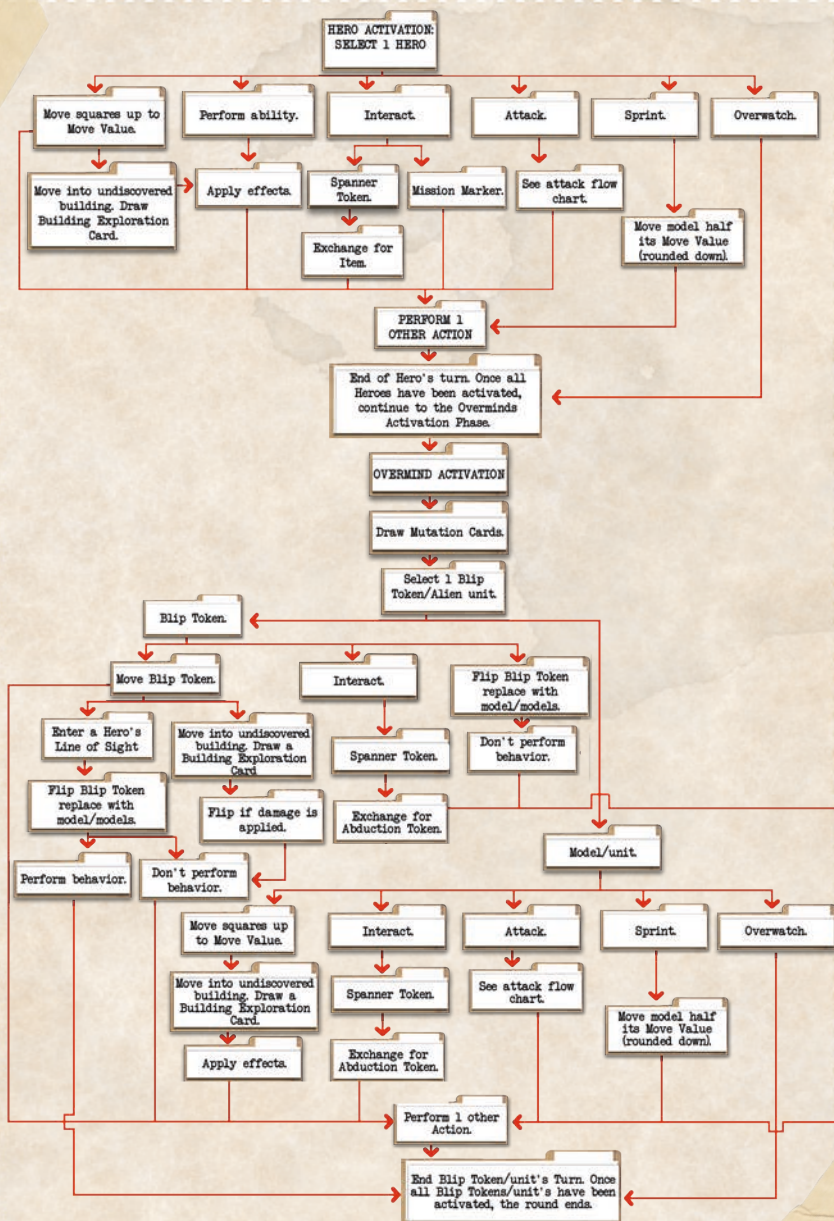 HERO ACTIVATION:
SELECT 1 HERO
Move squares up to
Move Value.
Perform ability.
Interact.
Attack.
Sprint.
Overwatch.
Move into undiscovered
building. Draw
Building Exploration
Card.
Apply effects.
Spanner
Token.
Mission Marker.
See attack flow
chart.
Exchange for
Item.
Move model half
its Move Value
(rounded down).
PERFORM 1
OTHER ACTION
End of Hero's turn. Once all
Heroes have been activated,
continue to the Overminds
Activation Phase.
OVERMIND ACTIVATION
Draw Mutation Cards.
Select 1 Blip
Token/Alien unit.
Blip Token.
Move Blip Token.
Interact.
Flip Blip Token
replace with
model/models.
Enter a Hero's
Line of Sight
Move into undiscovered
building. Draw a
Building Exploration
Card
Spanner Token.
Don't perform
behavior.
Flip Blip Token
replace with
model/models.
Flip if damage is
applied.
Exchange for
Abduction Token.
Model/unit.
Perform behavior.
Don't perform
behavior.
Move squares up
to Move Value.
Interact.
Attack.
Sprint.
Overwatch.
Move into undiscovered
building. Draw a
Building Exploration
Card.
Spanner Token.
See attack flow
chart.
Move model half
its Move Value
(rounded down).
Apply effects.
Exchange for
Abduction Token.
Perform 1 other
Action.
End Blip Token/unit's Turn. Once
all Blip Tokens/unit's have been
activated, the round ends.